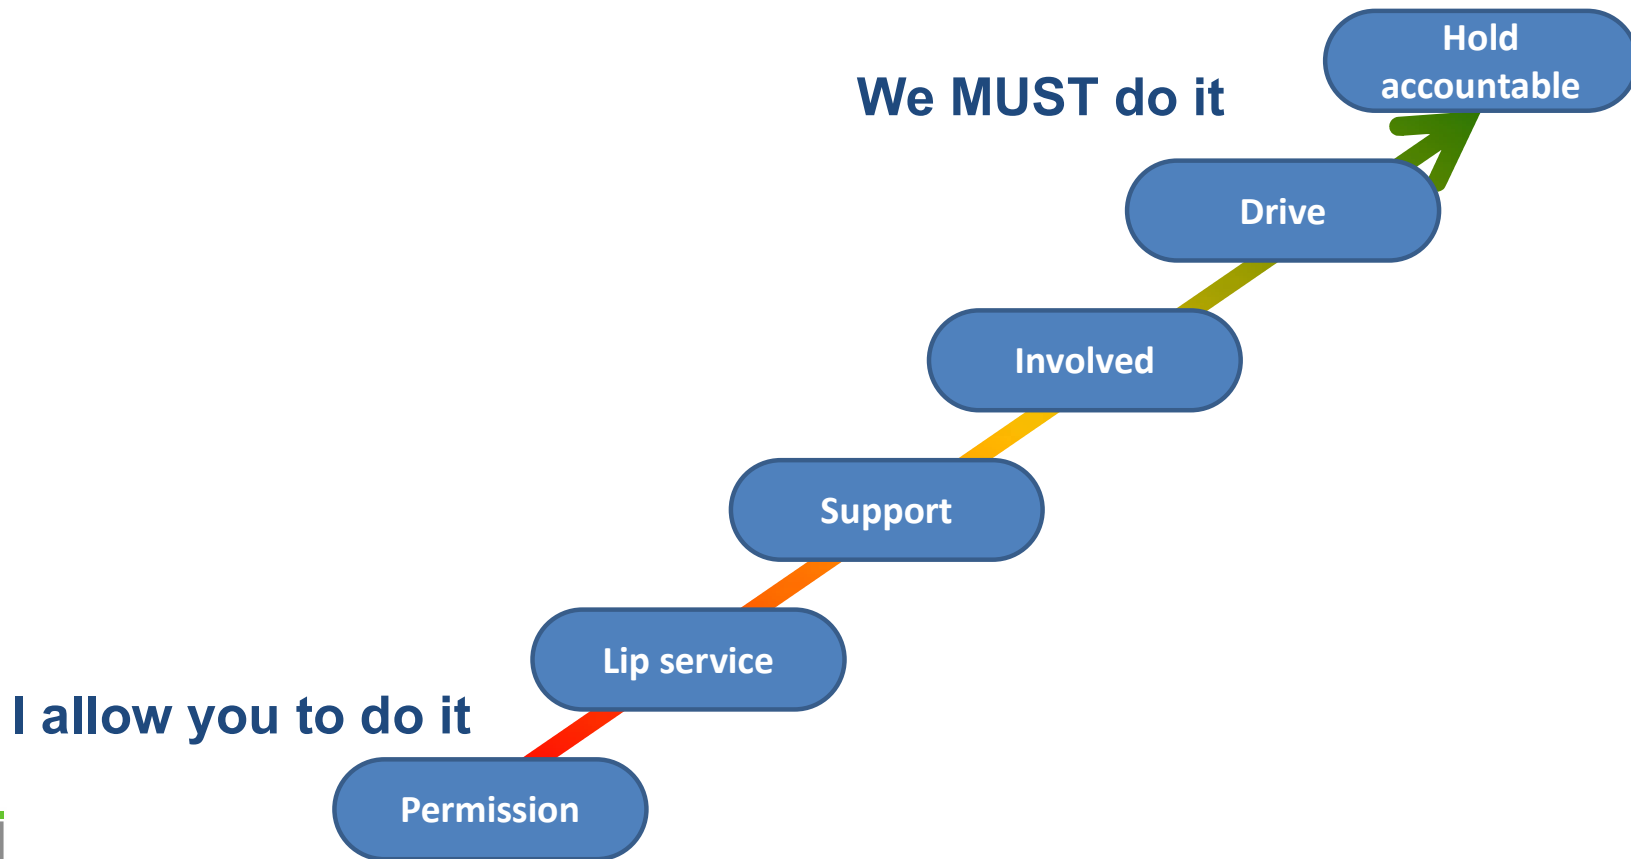 Hold
accountable
We MUST do it
Drive
Involved
Support
Lip service
I allow you to do it
Permission